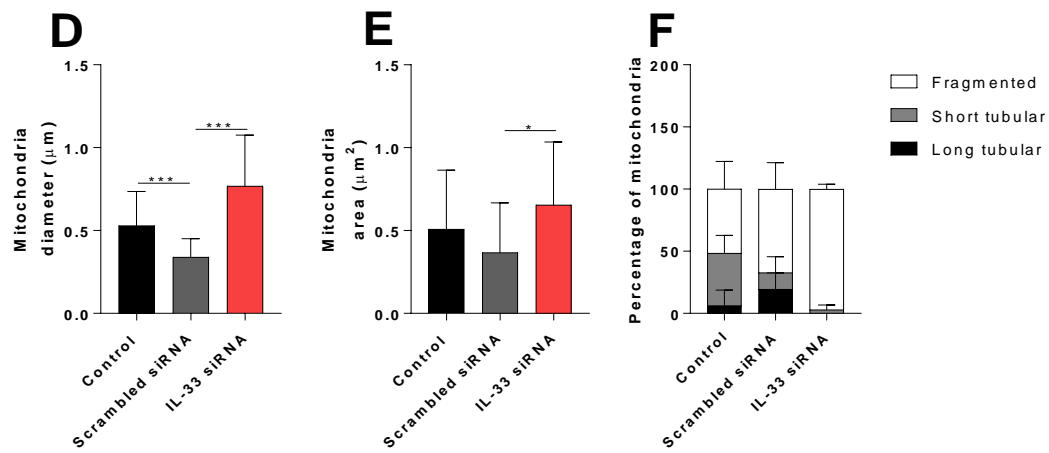 D
1.5
1.0
0.5
0.0
Mitochondria
diameter (μm)
***
***
Control
Scrambled siRNA
IL-33 siRNA
E
1.5
1.0
0.5
0.0
Mitochondria
area (μm²)
*
Control
Scrambled siRNA
IL-33 siRNA
F
200
150
100
50
0
Percentage of mitochondria
Control
Scrambled siRNA
IL-33 siRNA
Fragmented
Short tubular
Long tubular